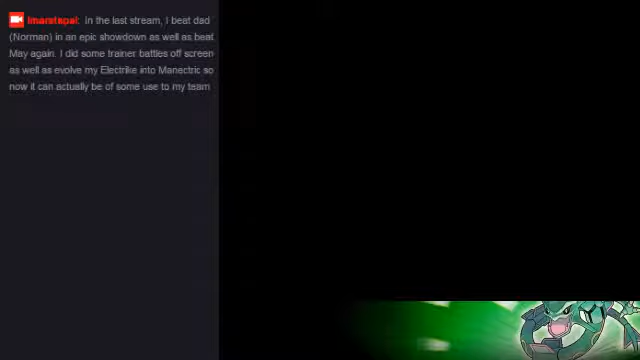 Imaratepal: In the last stream, I beat dad
(Norman) in an epic showdown as well as beat
May again. I did some trainer battles off screen
as well as evolve my Electrike into Manectric so
now it can actually be of some use to my team